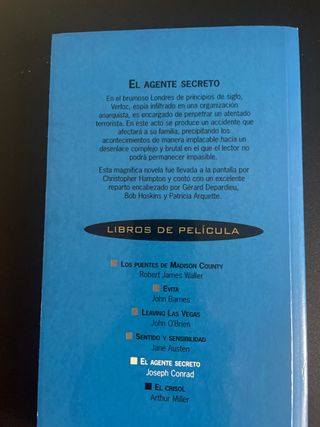 EL AGENTE SECRETO
En el brumoso Londres de principios de siglo,
Verloc, espía infiltrado en una organización
anarquista, es encargado de perpetrar un atentado
terrorista. En éste acto se produce un accidente que
afectará a su familia, precipitando los
acontecimientos de manera implacable hacia un
desenlace complejo y brutal en el que el lector no
podrá permanecer impasible.
Esta magnífica novela fue llevada a la pantalla por
Christopher Hampton y contó con un excelente
reparto encabezado por Gérard Depardieu,
Bob Hoskins y Patricia Arquette.
LIBROS DE PELÍCULA
LOS PUENTES DE MADISON COUNTY
Robert James Waller
EVITA
John Barnes
LEAVING LAS VEGAS
John O'Brien
SENTIDO Y SENSIBILIDAD
Jane Austen
EL AGENTE SECRETO
Joseph Conrad
EL CRISOL
Arthur Miller